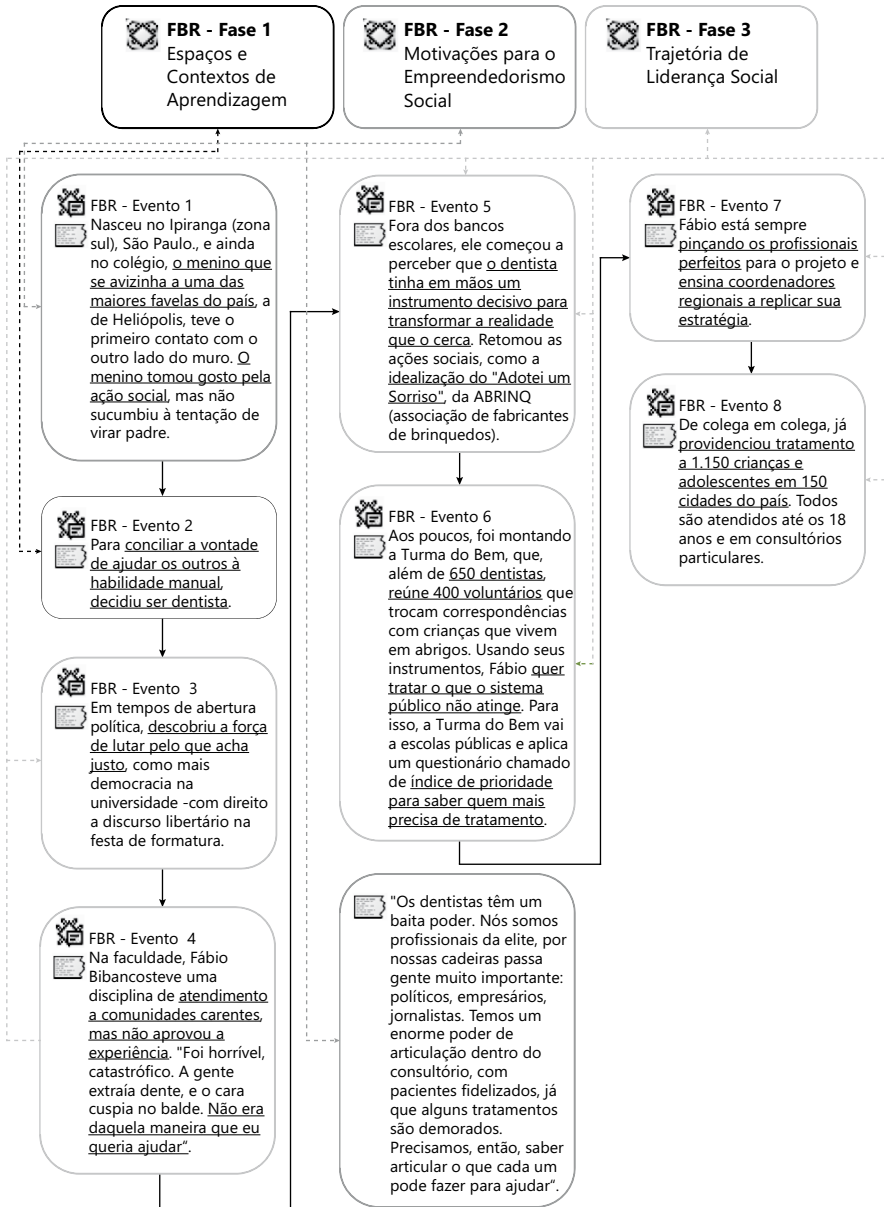 FBR - Fase 1
Espaços e
Contextos de
Aprendizagem
FBR - Fase 2
Motivações para o
Empreendedorismo
Social
FBR - Fase 3
Trajetória de
Liderança Social
FBR - Evento 1
Nasceu no Ipiranga (zona
sul), São Paulo., e ainda
no colégio, o menino que
se avizinha a uma das
maiores favelas do país, a
de Heliópolis, teve o
primeiro contato com o
outro lado do muro. O
menino tomou gosto pela
ação social, mas não
sucumbiu à tentação de
virar padre.
FBR - Evento 2
Para conciliar a vontade
de ajudar os outros à
habilidade manual,
decidiu ser dentista.
FBR - Evento 3
Em tempos de abertura
política, descobriu a força
de lutar pelo que acha
justo, como mais
democracia na
universidade -com direito
a discurso libertário na
festa de formatura.
FBR - Evento 4
Na faculdade, Fábio
Bibancosteve uma
disciplina de atendimento
a comunidades carentes,
mas não aprovou a
experiência. "Foi horrível,
catastrófico. A gente
extraía dente, e o cara
cuspia no balde. Não era
daquela maneira que eu
queria ajudar“.
FBR - Evento 5
Fora dos bancos
escolares, ele começou a
perceber que o dentista
tinha em mãos um
instrumento decisivo para
transformar a realidade
que o cerca. Retomou as
ações sociais, como a
idealização do "Adotei um
Sorriso", da ABRINQ
(associação de fabricantes
de brinquedos).
FBR - Evento 6
Aos poucos, foi montando
a Turma do Bem, que,
além de 650 dentistas,
reúne 400 voluntários que
trocam correspondências
com crianças que vivem
em abrigos. Usando seus
instrumentos, Fábio quer
tratar o que o sistema
público não atinge. Para
isso, a Turma do Bem vai
a escolas públicas e aplica
um questionário chamado
de índice de prioridade
para saber quem mais
precisa de tratamento.
"Os dentistas têm um
baita poder. Nós somos
profissionais da elite, por
nossas cadeiras passa
gente muito importante:
políticos, empresários,
jornalistas. Temos um
enorme poder de
articulação dentro do
consultório, com
pacientes fidelizados, já
que alguns tratamentos
são demorados.
Precisamos, então, saber
articular o que cada um
pode fazer para ajudar“.
FBR - Evento 7
Fábio está sempre
pinçando os profissionais
perfeitos para o projeto e
ensina coordenadores
regionais a replicar sua
estratégia.
FBR - Evento 8
De colega em colega, já
providenciou tratamento
a 1.150 crianças e
adolescentes em 150
cidades do país. Todos
são atendidos até os 18
anos e em consultórios
particulares.